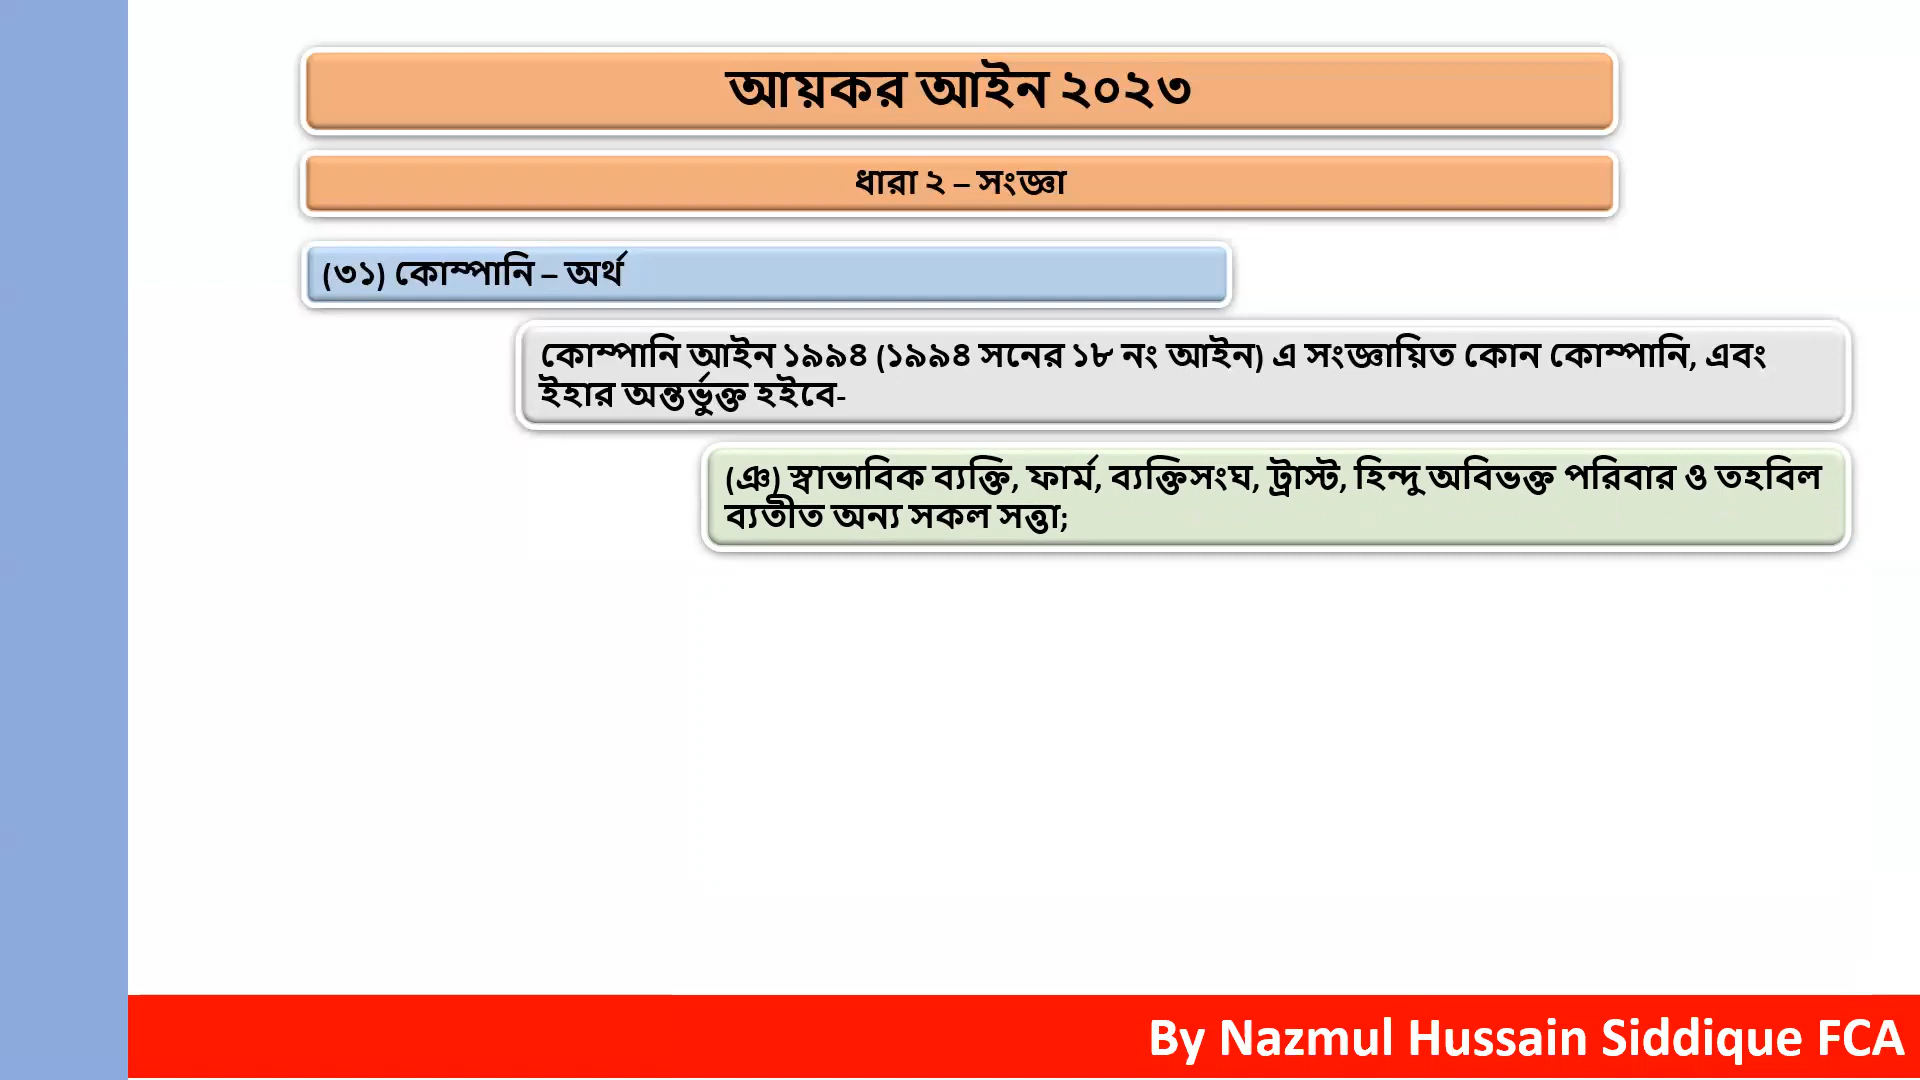 আয়কর আইন ২০২৩
ধারা ২ – সংজ্ঞা
(৩১) কোম্পানি – অর্থ
কোম্পানি আইন ১৯৯৪ (১৯৯৪ সনের ১৮ নং আইন) এ সংজ্ঞায়িত কোন কোম্পানি, এবং
ইহার অন্তর্ভুক্ত হইবে-
(ঞ) স্বাভাবিক ব্যক্তি, ফার্ম, ব্যক্তিসংঘ, ট্রাস্ট, হিন্দু অবিভক্ত পরিবার ও তহবিল
ব্যতীত অন্য সকল সত্তা;
By Nazmul Hussain Siddique FCA